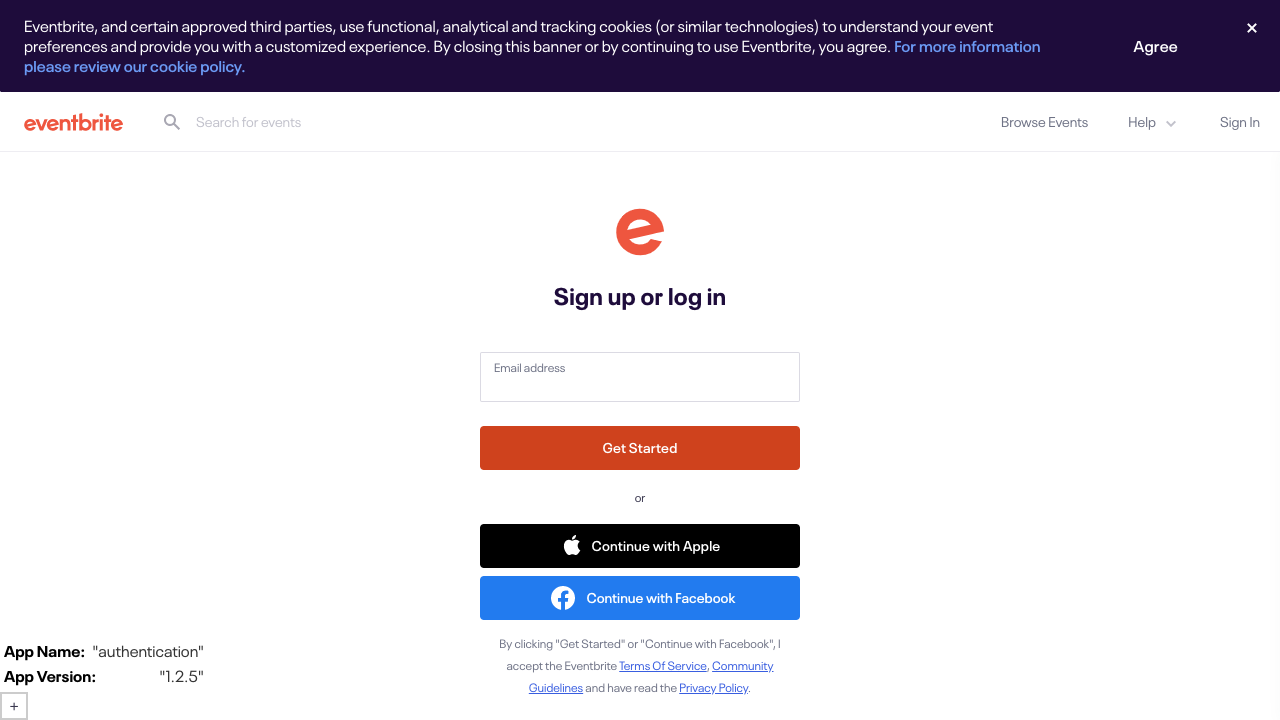 Eventbrite, and certain approved third parties, use functional, analytical and tracking cookies (or similar technologies) to understand your event
preferences and provide you with a customized experience. By closing this banner or by continuing to use Eventbrite, you agree. For more information
please review our cookie policy.
Agree
×
eventbrite
Search for events
Browse Events
Help
Sign In
e
Sign up or log in
Email address
Get Started
or
Continue with Apple
Continue with Facebook
By clicking "Get Started" or "Continue with Facebook", I
accept the Eventbrite Terms Of Service, Community
Guidelines and have read the Privacy Policy.
App Name: "authentication"
App Version: "1.2.5"
+